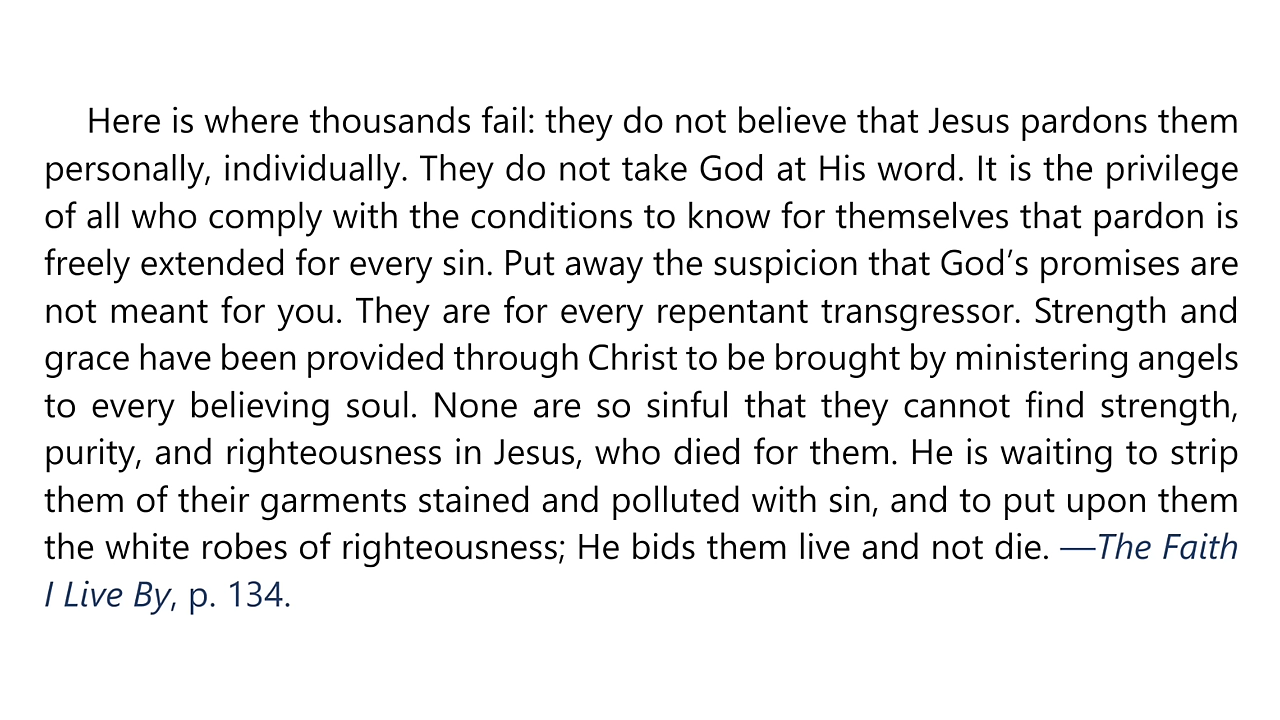 Here is where thousands fail: they do not believe that Jesus pardons them
personally, individually. They do not take God at His word. It is the privilege
of all who comply with the conditions to know for themselves that pardon is
freely extended for every sin. Put away the suspicion that God’s promises are
not meant for you. They are for every repentant transgressor. Strength and
grace have been provided through Christ to be brought by ministering angels
to every believing soul. None are so sinful that they cannot find strength,
purity, and righteousness in Jesus, who died for them. He is waiting to strip
them of their garments stained and polluted with sin, and to put upon them
the white robes of righteousness; He bids them live and not die. —The Faith
I Live By, p. 134.